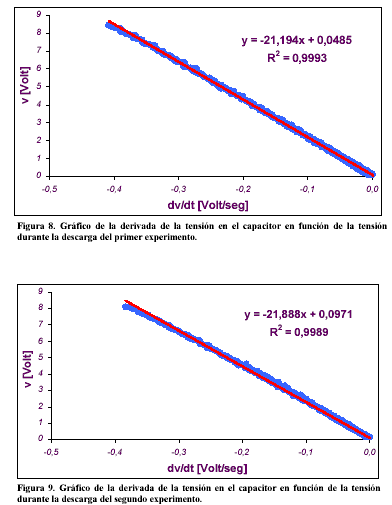 9
8
7
6
5
4
3
2
1
0
v [Volt]
y = -21,194x + 0,0485
R² = 0,9993
-0,5 -0,4 -0,3 -0,2 -0,1 0,0
dv/dt [Volt/seg]
Figura 8. Gráfico de la derivada de la tensión en el capacitor en función de la tensión
durante la descarga del primer experimento.
9
8
7
6
5
4
3
2
1
0
v [Volt]
y = -21,888x + 0,0971
R² = 0,9989
-0,5 -0,4 -0,3 -0,2 -0,1 0,0
dv/dt [Volt/seg]
Figura 9. Gráfico de la derivada de la tensión en el capacitor en función de la tensión
durante la descarga del segundo experimento.